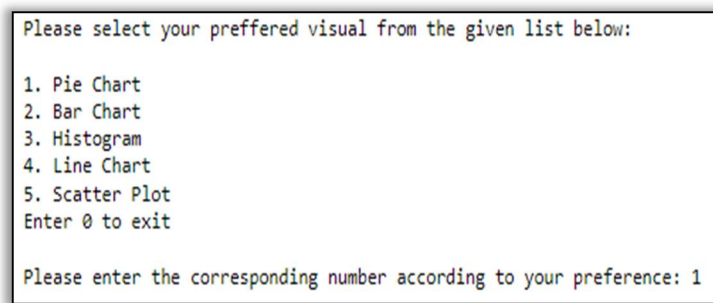 Please select your preffered visual from the given list below:
1. Pie Chart
2. Bar Chart
3. Histogram
4. Line Chart
5. Scatter Plot
Enter 0 to exit
Please enter the corresponding number according to your preference: 1